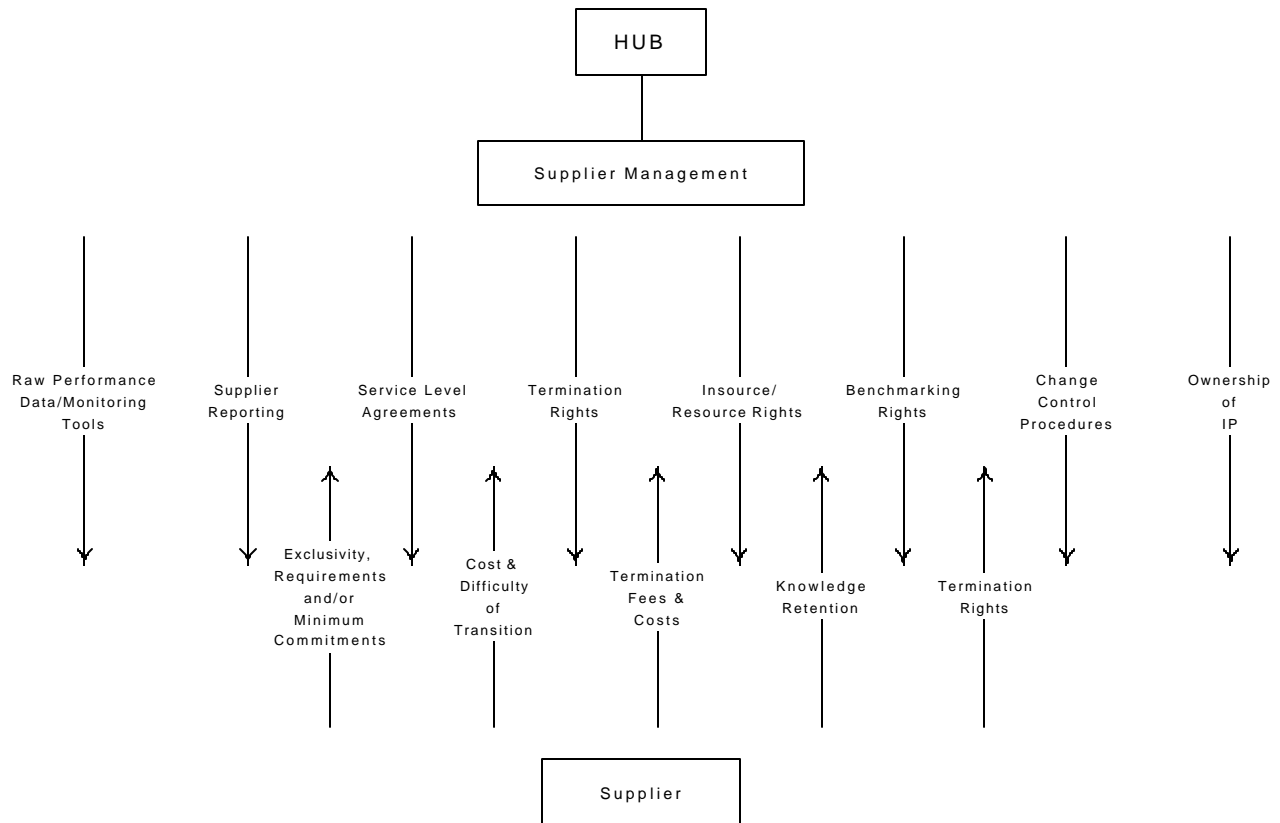 HUB
Supplier Management
Raw Performance
Data/Monitoring
Tools
Supplier
Reporting
Service Level
Agreements
Termination
Rights
Insource/
Resource Rights
Benchmarking
Rights
Change
Control
Procedures
Ownership
of
IP
Exclusivity,
Requirements
and/or
Minimum
Commitments
Cost &
Difficulty
of
Transition
Termination
Fees &
Costs
Knowledge
Retention
Termination
Rights
Supplier